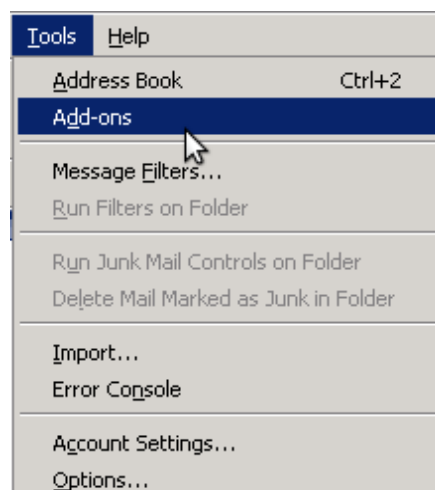 Tools Help
Address Book Ctrl+2
Add-ons
Message Filters...
Run Filters on Folder
Run Junk Mail Controls on Folder
Delete Mail Marked as Junk in Folder
Import...
Error Console
Account Settings...
Options...